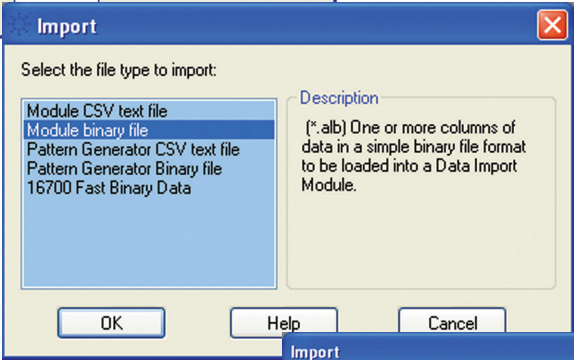 Import
Select the file type to import:
Module CSV text file
Module binary file
Pattern Generator CSV text file
Pattern Generator Binary file
16700 Fast Binary Data
Description
(*.alb) One or more columns of
data in a simple binary file format
to be loaded into a Data Import
Module.
OK
Help
Cancel
Import